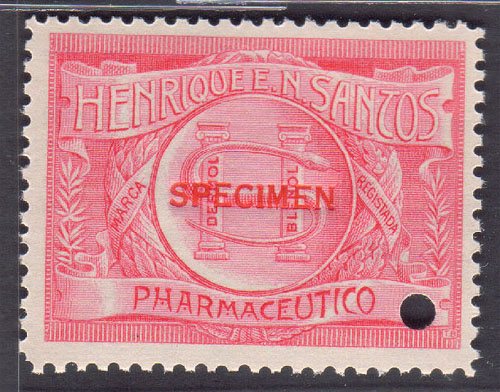 HENRIQUE E. N. SANTOS
MARCA
REGISTADA
SPECIMEN
PHARMACEUTICO